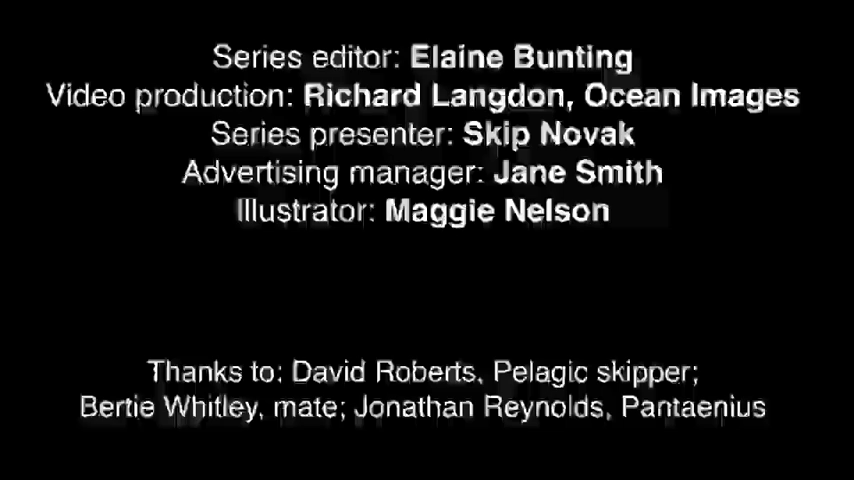 Series editor: Elaine Bunting
Video production: Richard Langdon, Ocean Images
Series presenter: Skip Novak
Advertising manager: Jane Smith
Illustrator: Maggie Nelson
Thanks to: David Roberts, Pelagic skipper;
Bertie Whitley, mate; Jonathan Reynolds, Pantaenius